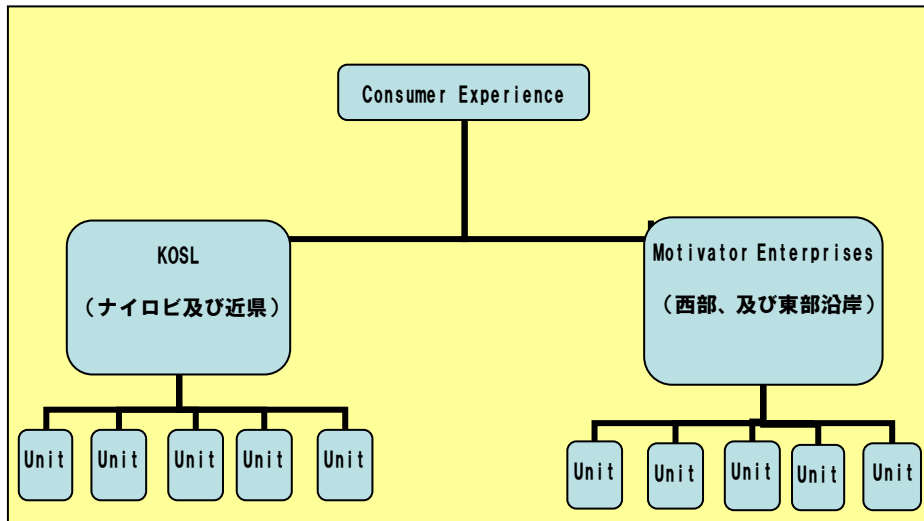 Consumer Experience
KOSL
（ナイロビ及び近県）
Motivator Enterprises
（西部、及び東部沿岸）
Unit
Unit
Unit
Unit
Unit
Unit
Unit
Unit
Unit
Unit